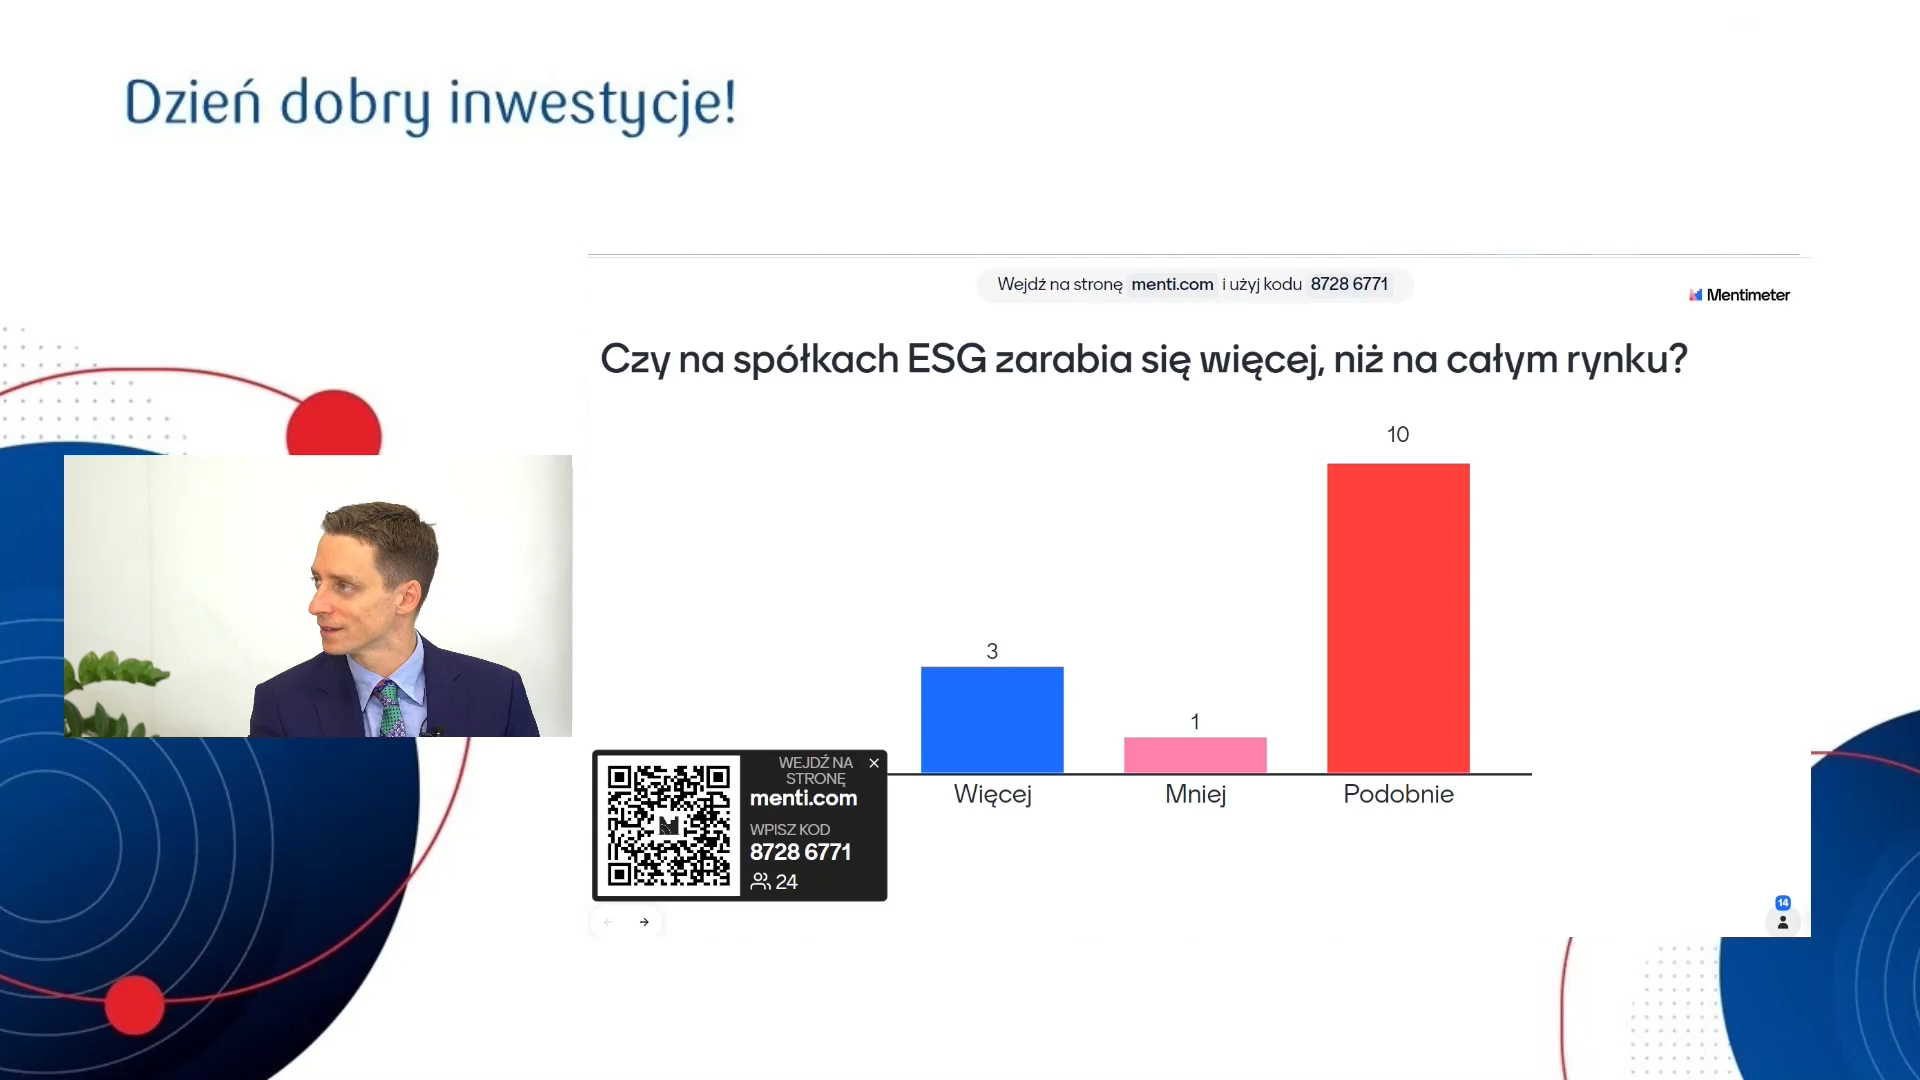 Dzień dobry inwestycje!
Wejdź na stronę menti.com i użyj kodu 8728 6771
Mentimeter
Czy na spółkach ESG zarabia się więcej, niż na całym rynku?
10
3
1
Więcej
Mniej
Podobnie
WEJDŹ NA
STRONĘ
menti.com
WPISZ KOD
8728 6771
24
14